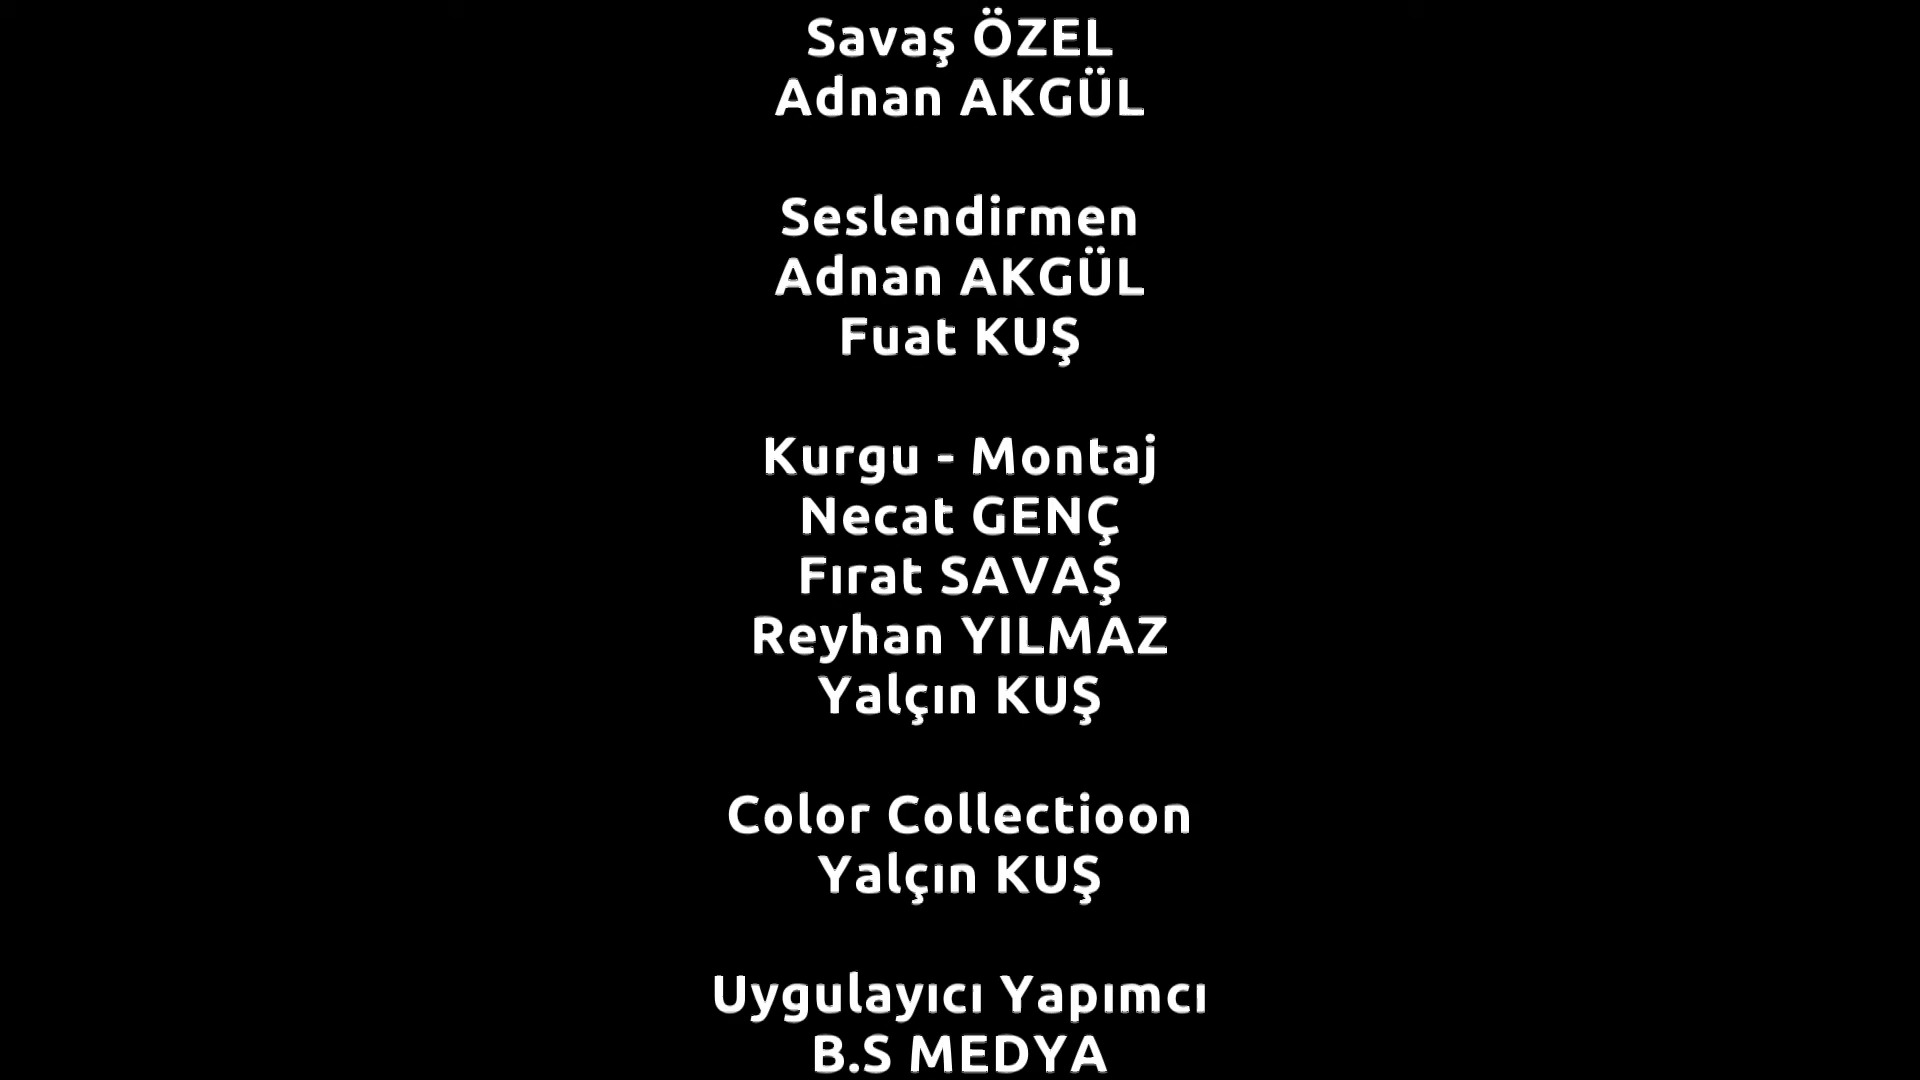 Savaş ÖZEL
Adnan AKGÜL
Seslendirmen
Adnan AKGÜL
Fuat KUŞ
Kurgu - Montaj
Necat GENÇ
Fırat SAVAŞ
Reyhan YILMAZ
Yalçın KUŞ
Color Collectioon
Yalçın KUŞ
Uygulayıcı Yapımcı
B.S MEDYA